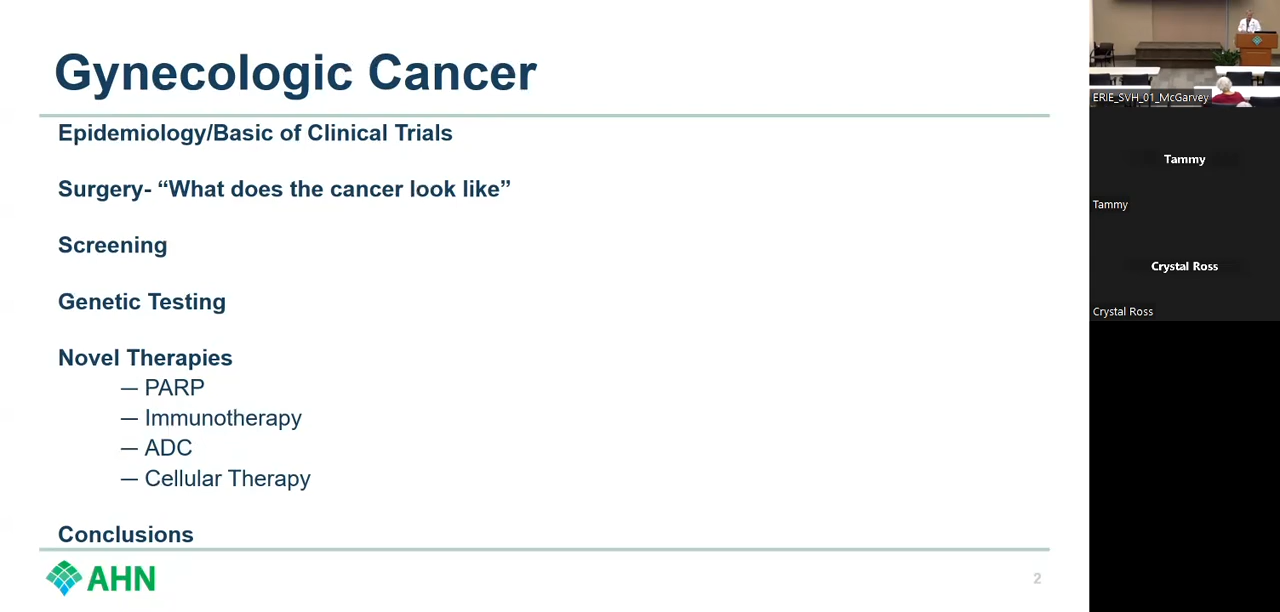 Gynecologic Cancer
Epidemiology/Basic of Clinical Trials
Surgery- “What does the cancer look like”
Screening
Genetic Testing
Novel Therapies
— PARP
— Immunotherapy
— ADC
— Cellular Therapy
Conclusions
AHN
2
ERIE_SVH_01_McGarvey
Tammy
Tammy
Crystal Ross
Crystal Ross